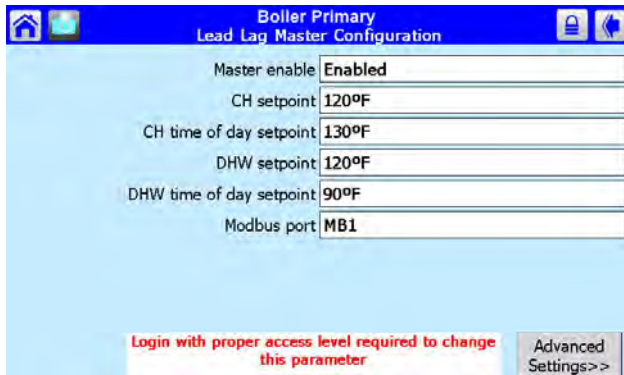 Boiler Primary
Lead Lag Master Configuration
Master enable Enabled
CH setpoint 120ºF
CH time of day setpoint 130ºF
DHW setpoint 120ºF
DHW time of day setpoint 90ºF
Modbus port MB1
Login with proper access level required to change
this parameter
Advanced
Settings>>